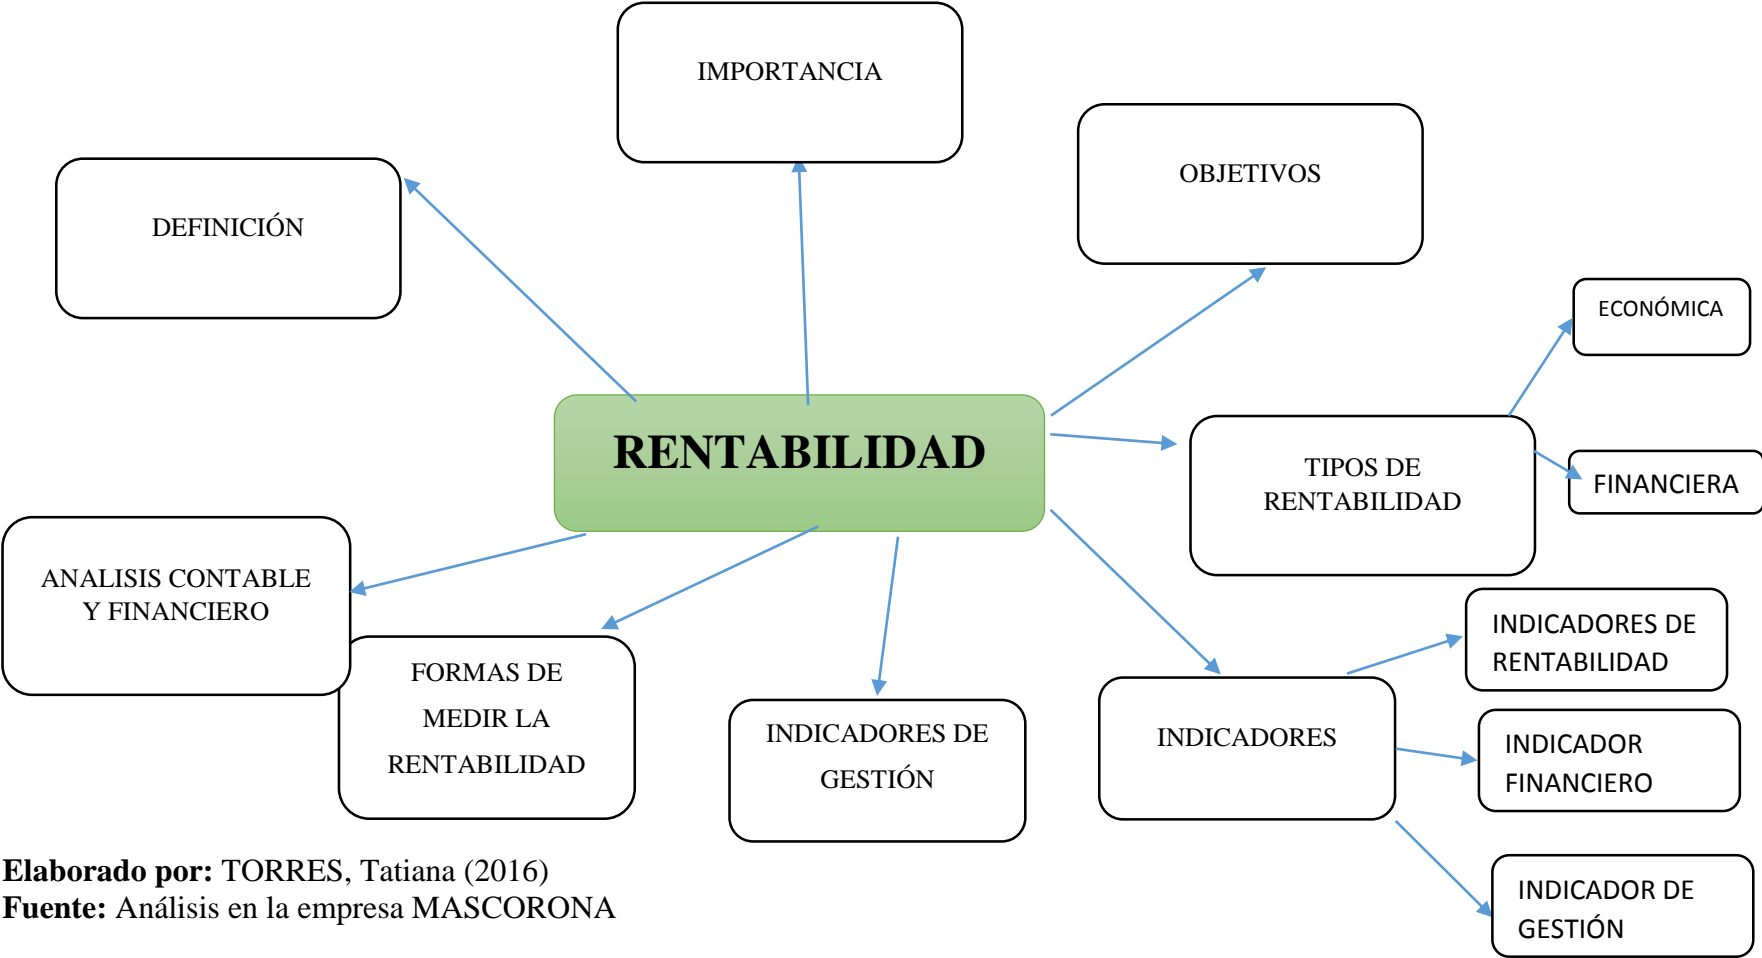 IMPORTANCIA
OBJETIVOS
DEFINICIÓN
ECONÓMICA
RENTABILIDAD
TIPOS DE
RENTABILIDAD
FINANCIERA
ANALISIS CONTABLE
Y FINANCIERO
FORMAS DE
MEDIR LA
RENTABILIDAD
INDICADORES DE
GESTIÓN
INDICADORES
INDICADORES DE
RENTABILIDAD
INDICADOR
FINANCIERO
INDICADOR DE
GESTIÓN
Elaborado por: TORRES, Tatiana (2016)
Fuente: Análisis en la empresa MASCORONA